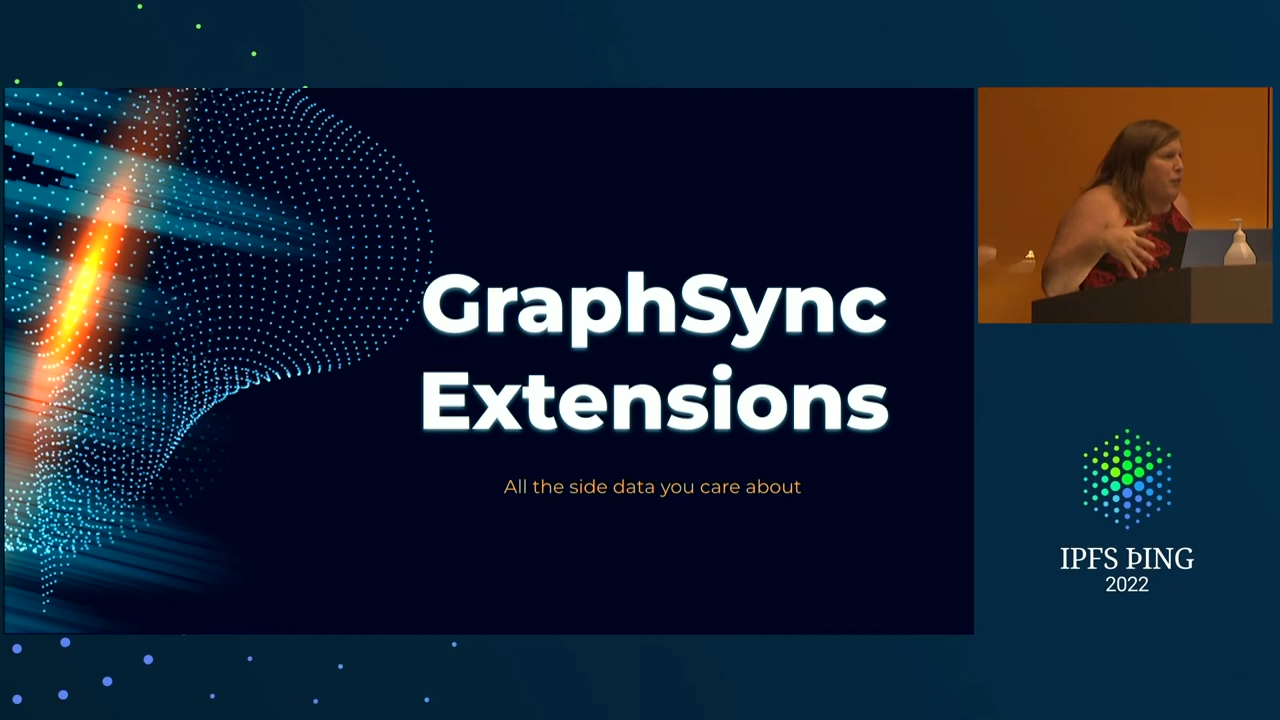 GraphSync
Extensions
All the side data you care about
IPFS ÞING
2022